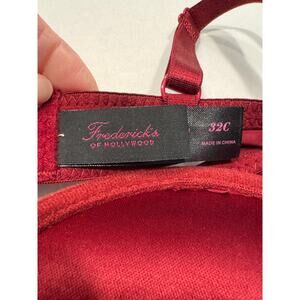 Fredericks
OF HOLLYWOOD
32C
MADE IN CHINA